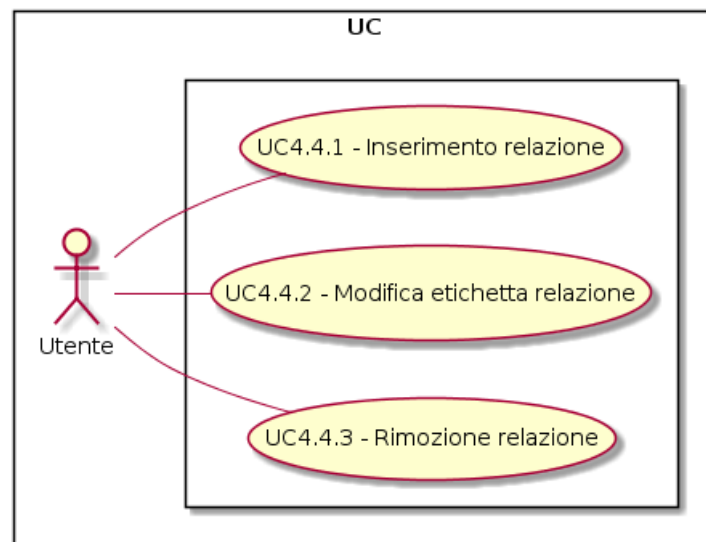 UC
UC4.4.1 - Inserimento relazione
UC4.4.2 - Modifica etichetta relazione
Utente
UC4.4.3 - Rimozione relazione